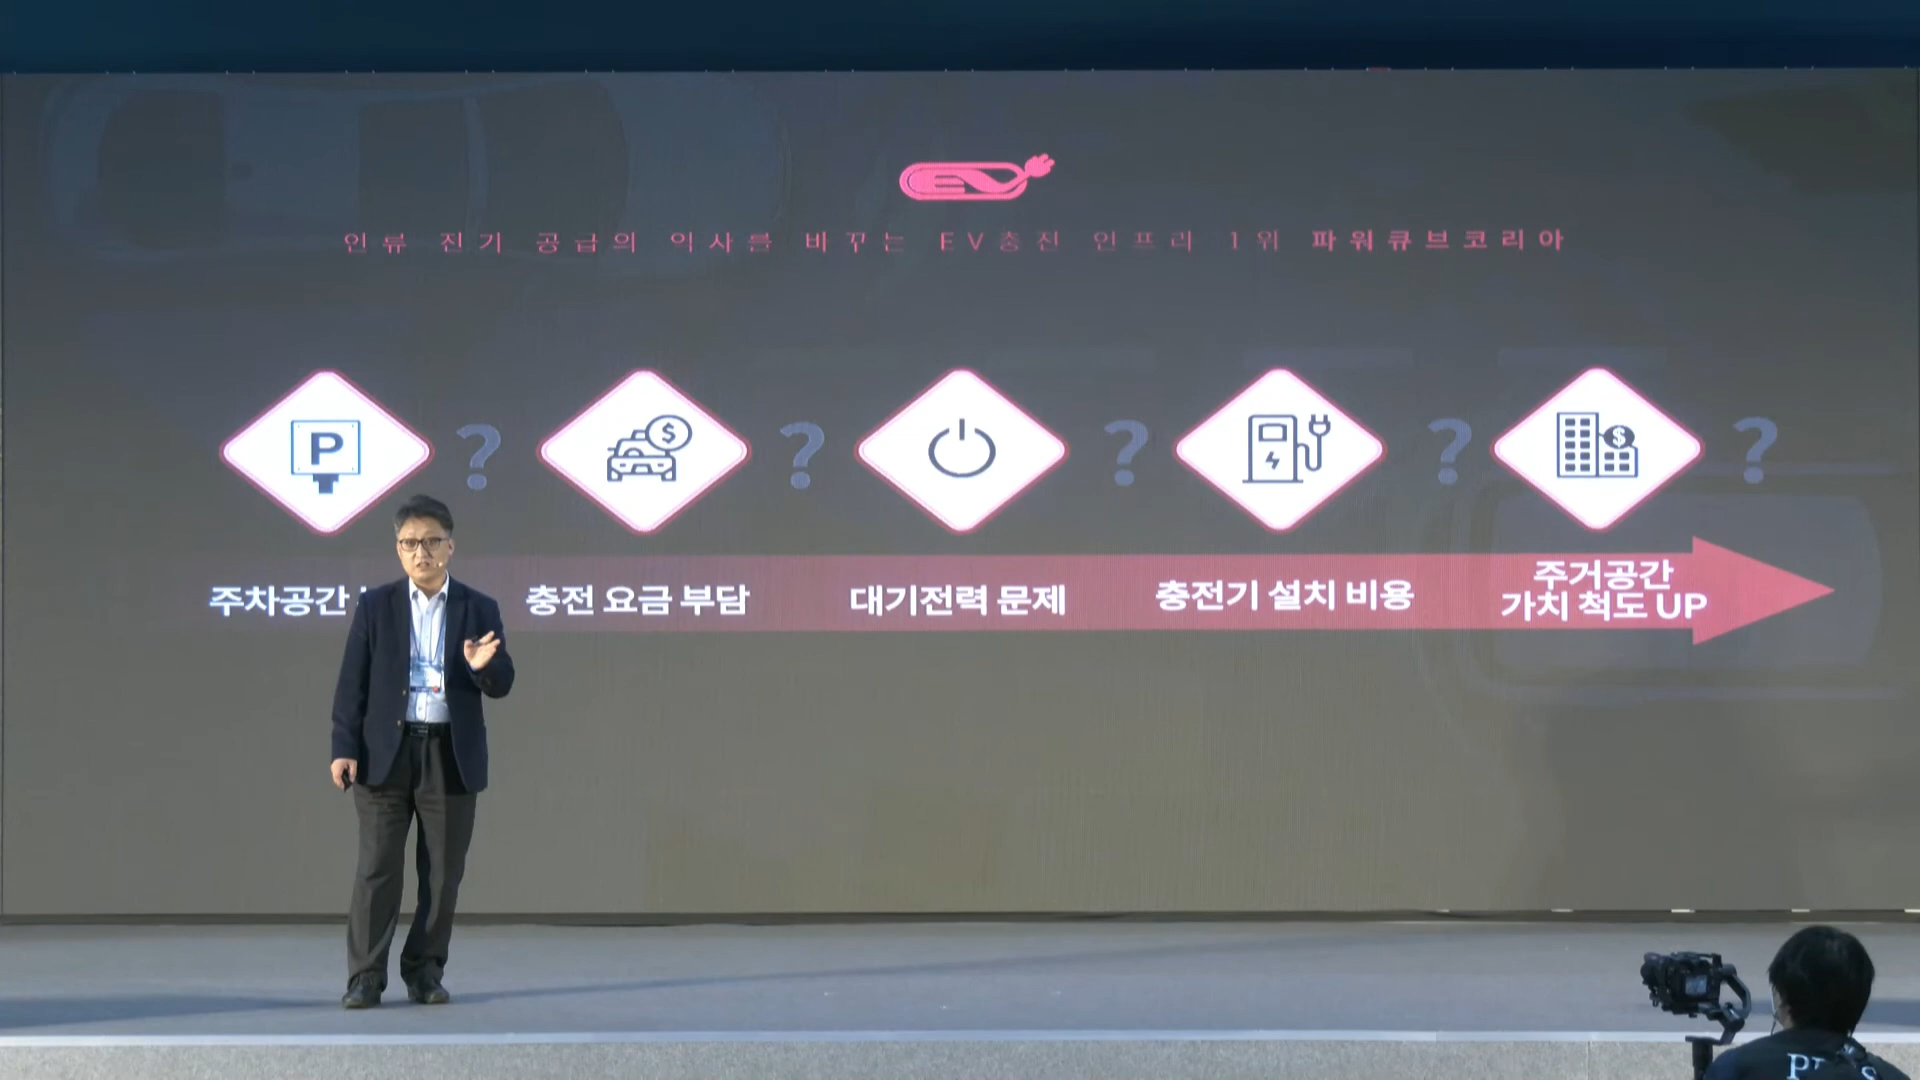 EV
인류 전기 공급의 역사를 바꾸는 EV충전 인프라 1위 파워큐브코리아
P ? $ ? ? ? $ ?
주차공간
충전 요금 부담
대기전력 문제
충전기 설치 비용
주거공간
가치 척도 UP